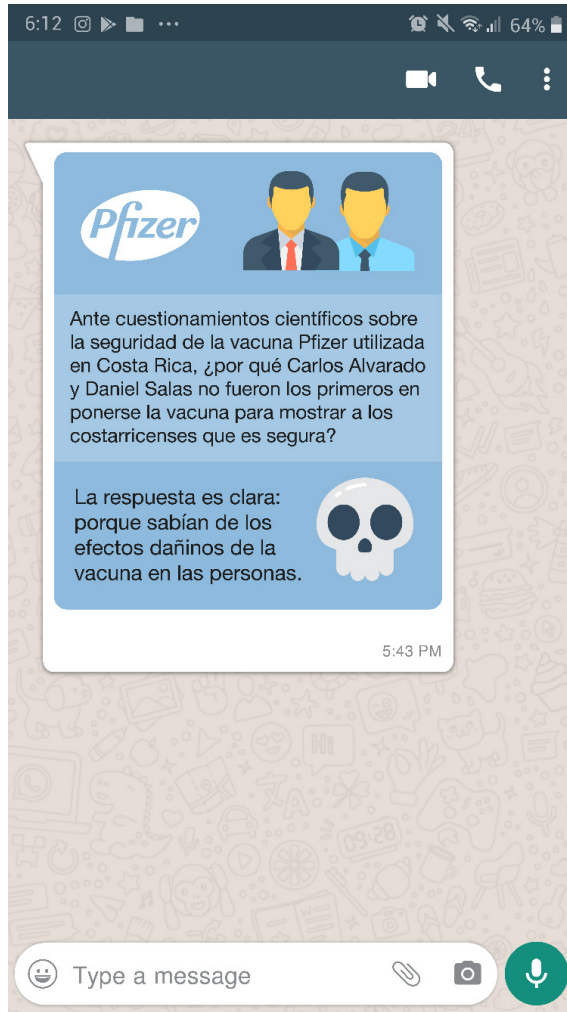 6:12 ... 64%
Pfizer
Ante cuestionamientos científicos sobre
la seguridad de la vacuna Pfizer utilizada
en Costa Rica, ¿por qué Carlos Alvarado
y Daniel Salas no fueron los primeros en
ponerse la vacuna para mostrar a los
costarricenses que es segura?
La respuesta es clara:
porque sabían de los
efectos dañinos de la
vacuna en las personas.
5:43 PM
Hi
09:28
Type a message